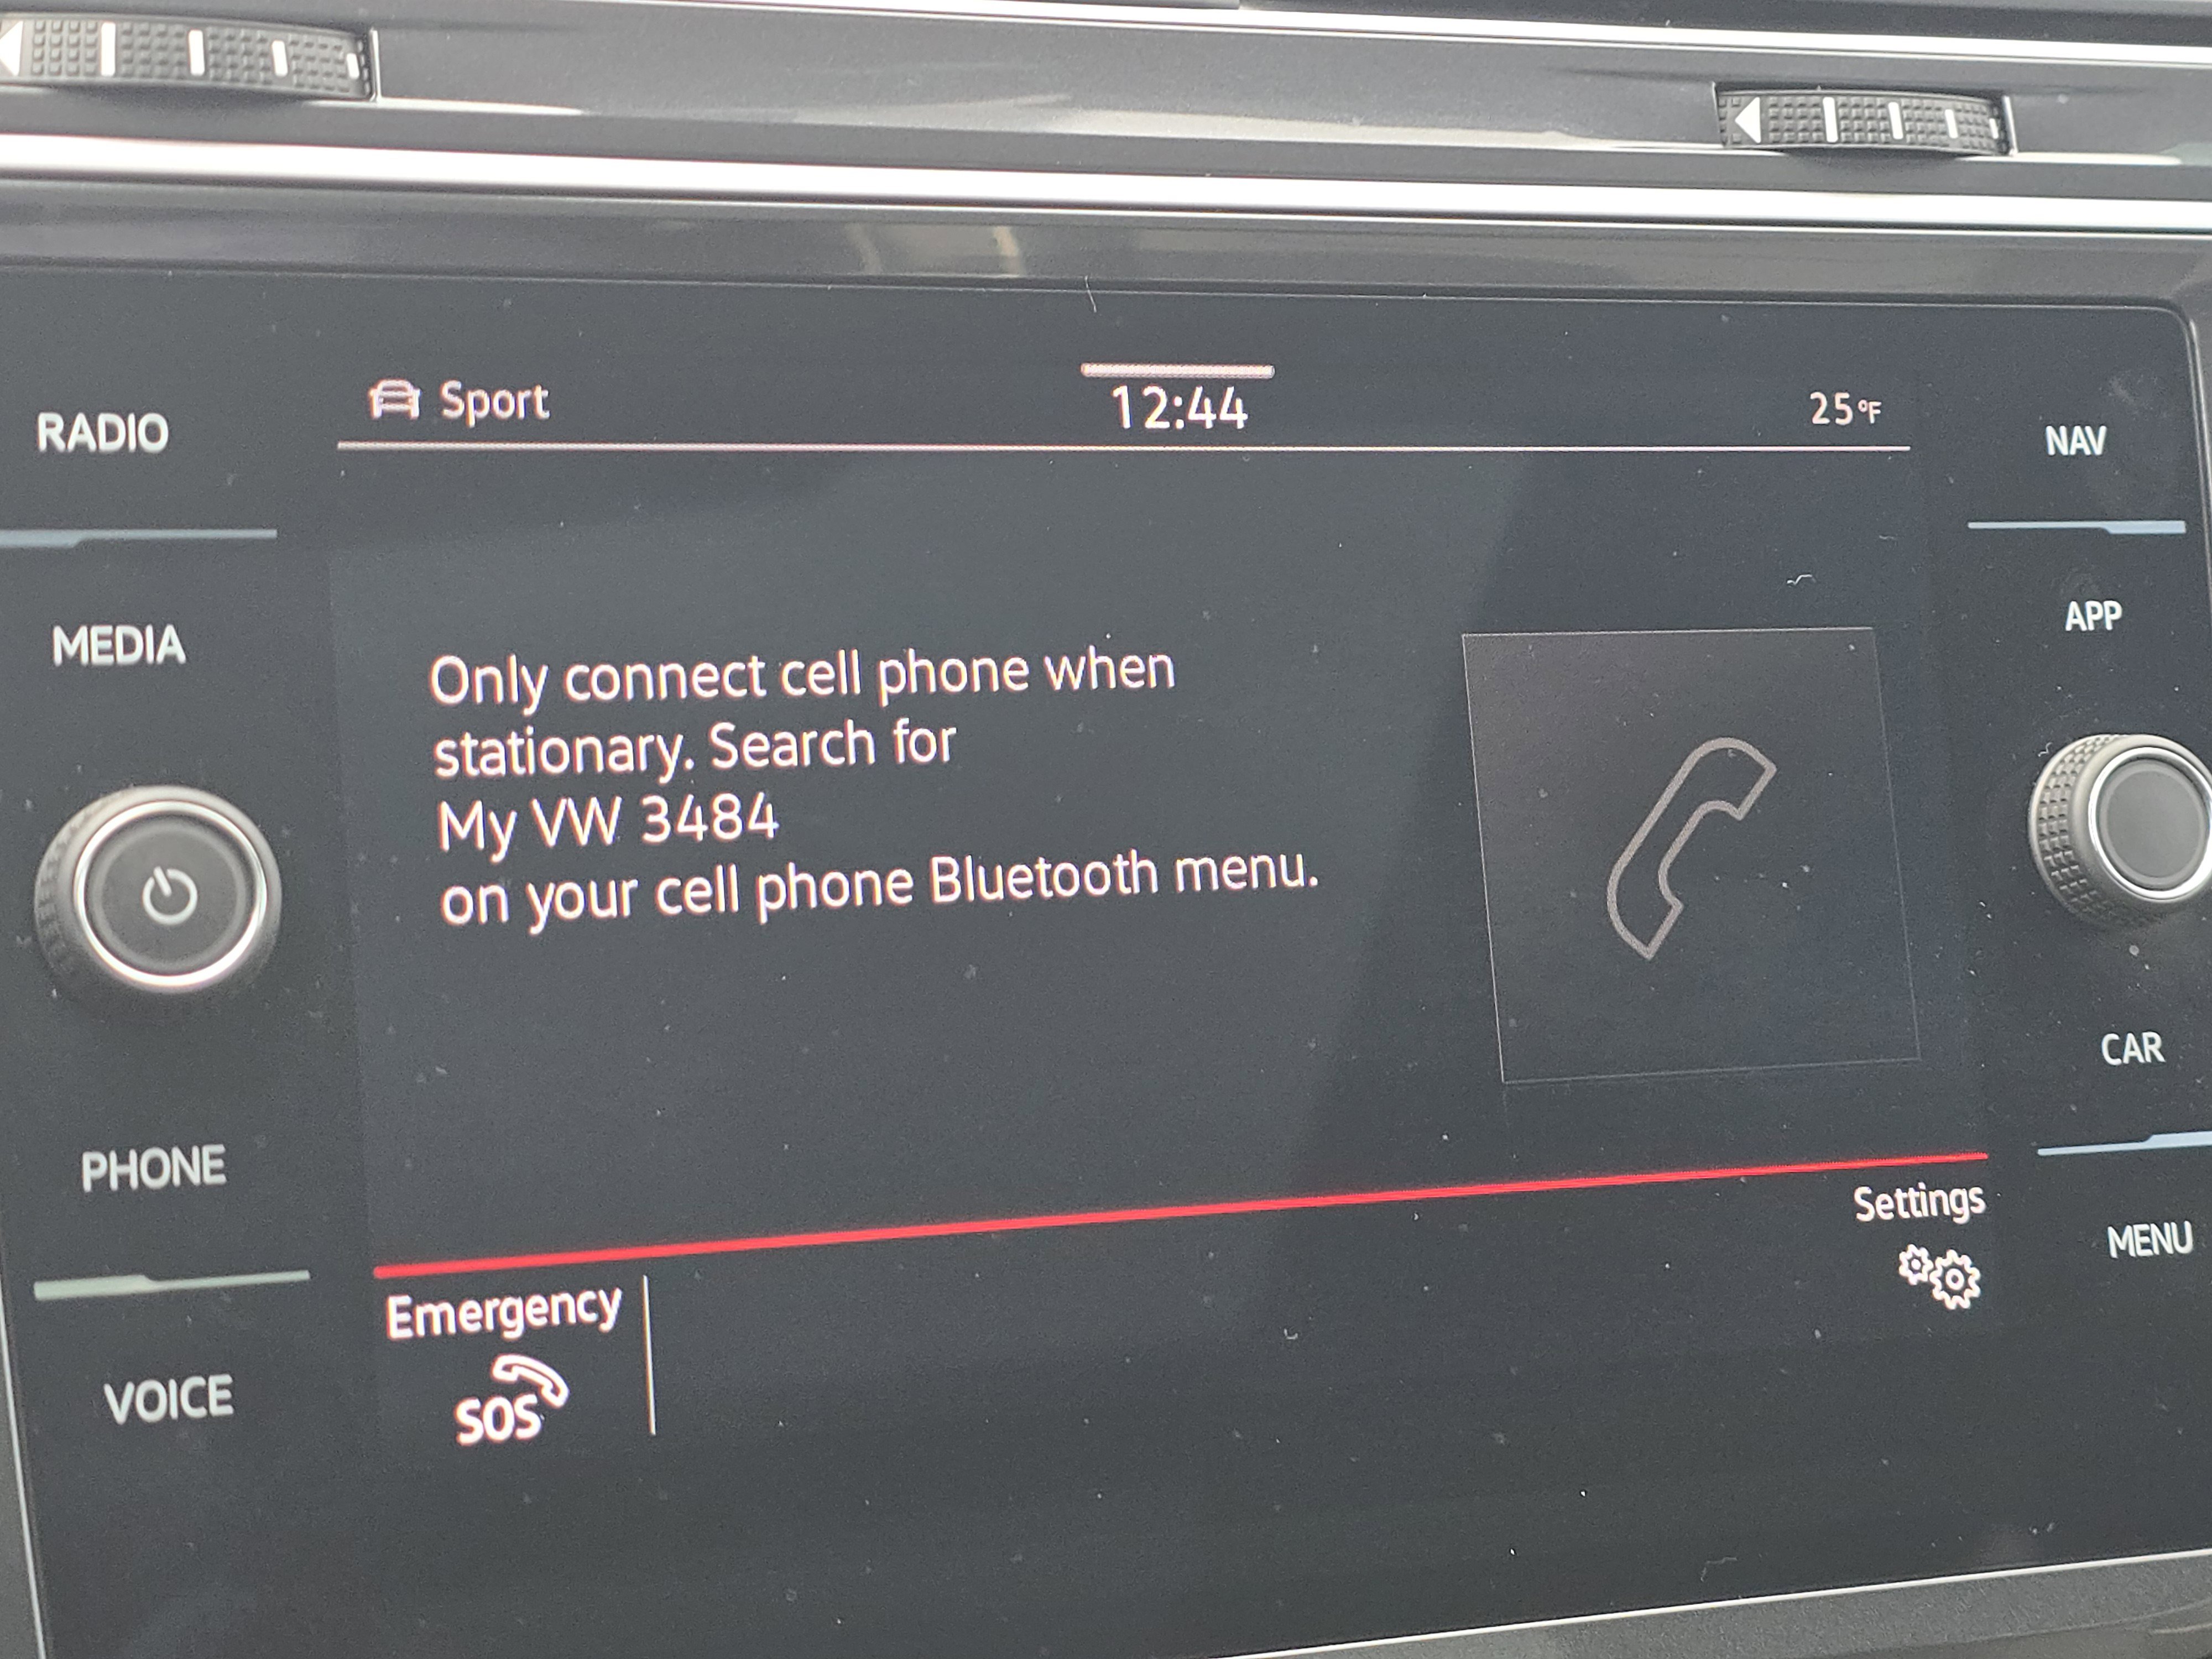 Sport
12:44
25°F
RADIO
NAV
MEDIA
APP
Only connect cell phone when
stationary. Search for
My VW 3484
on your cell phone Bluetooth menu.
CAR
PHONE
Settings
MENU
Emergency
SOS
VOICE